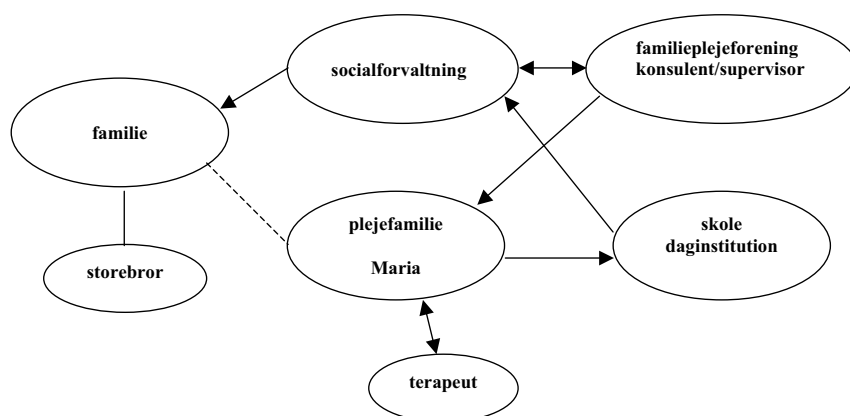 socialforvaltning
familieplejeforening
konsulent/supervisor
familie
plejefamilie
Maria
skole
daginstitution
storebror
terapeut